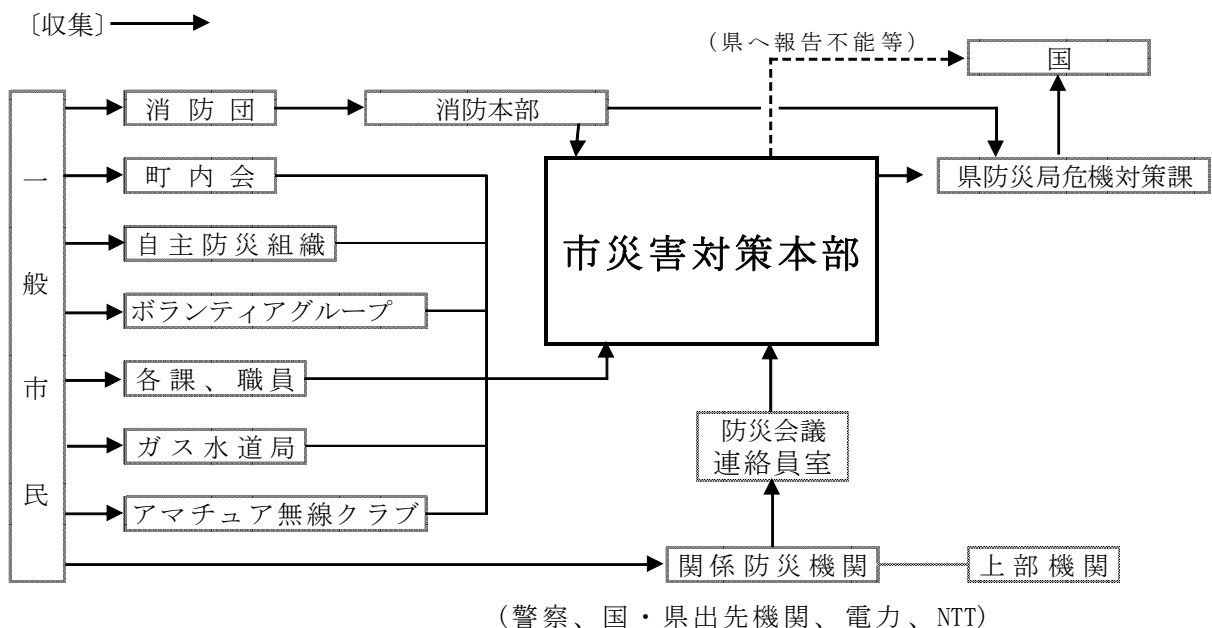 〔収集〕
(県へ報告不能等)
国
消防団
消防本部
県防災局危機対策課
一般市民
町内会
自主防災組織
ボランティアグループ
各課、職員
ガス水道局
アマチュア無線クラブ
市災害対策本部
防災会議
連絡員室
関係防災機関
上部機関
(警察、国・県出先機関、電力、NTT)